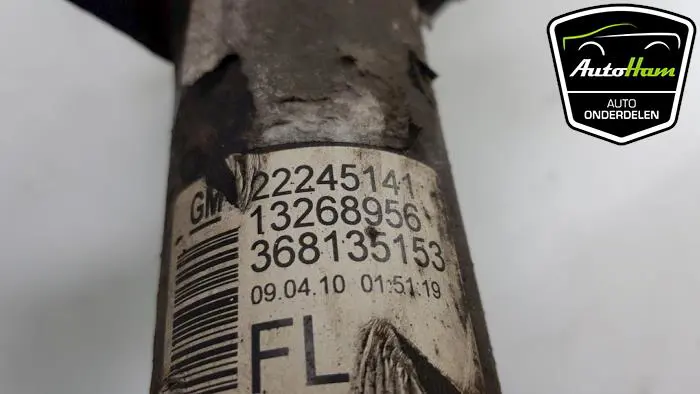 AutoHam
AUTO
ONDERDELEN
GM
22245141
13268956
368135153
09.04.10 01:51:19
FL